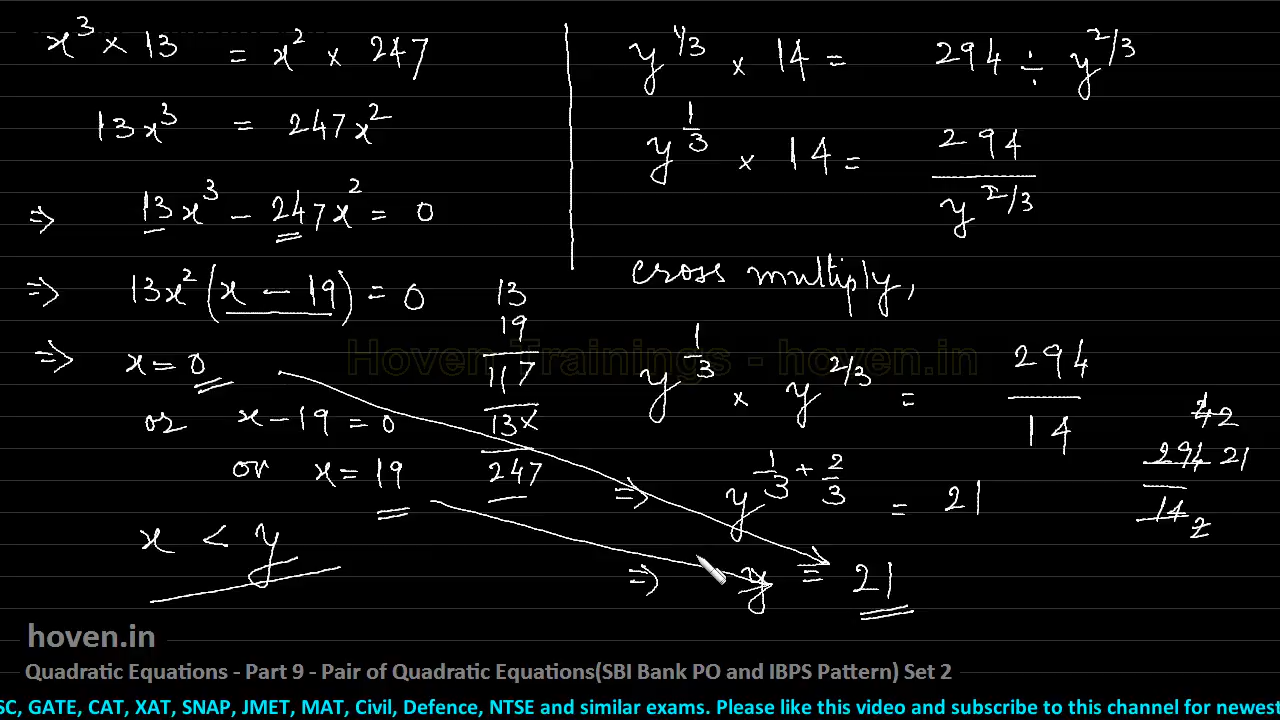 x³ × 13 = x² × 247
13x³ = 247x²
⇒ 13x³ − 247x² = 0
⇒ 13x² (x − 19) = 0
⇒ x = 0
or x − 19 = 0
or x = 19
x < y
13
19
117
13×
247
y^1/3 × 14 = 294 ÷ y^2/3
y^1/3 × 14 = 294/y^2/3
cross multiply,
y^1/3 × y^2/3 = 294/14
⇒ y^1/3 + 2/3 = 21
⇒ y = 21
42
294 21
14 2
Hoven Trainings - hoven.in
hoven.in
Quadratic Equations - Part 9 - Pair of Quadratic Equations(SBI Bank PO and IBPS Pattern) Set 2
SC, GATE, CAT, XAT, SNAP, JMET, MAT, Civil, Defence, NTSE and similar exams. Please like this video and subscribe to this channel for newest